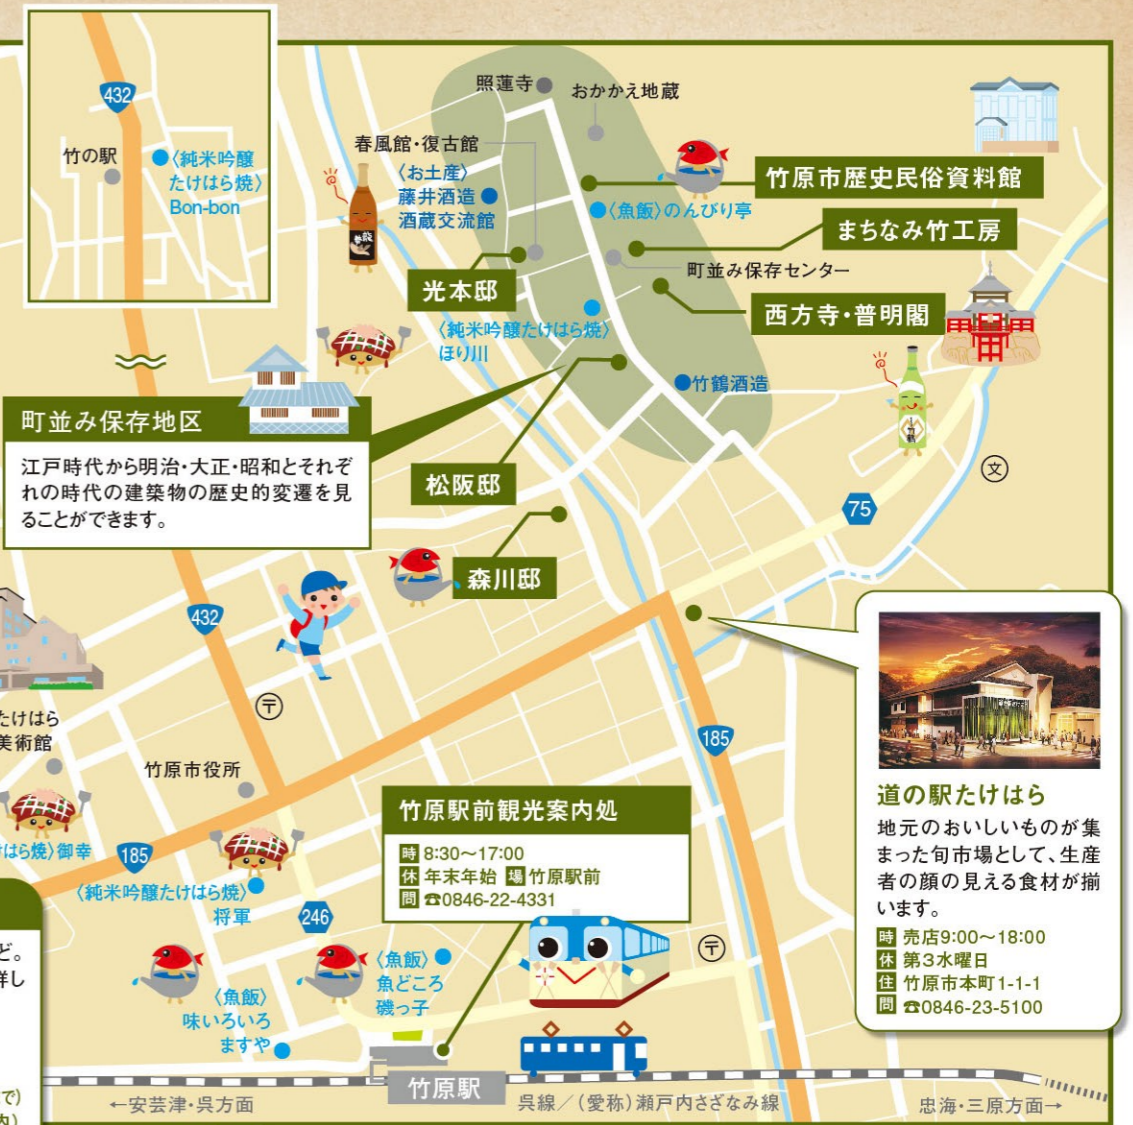 432
竹の駅
〈純米吟醸
たけはら焼〉
Bon-bon
照蓮寺
おかかえ地蔵
春風館・復古館
〈お土産〉
藤井酒造
酒蔵交流館
竹原市歴史民俗資料館
〈魚飯〉のんびり亭
まちなみ竹工房
町並み保存センター
光本邸
西方寺・普明閣
〈純米吟醸たけはら焼〉
ほり川
竹鶴酒造
町並み保存地区
江戸時代から明治・大正・昭和とそれぞ
れの時代の建築物の歴史的変遷を見
ることができます。
松阪邸
文
75
森川邸
432
〒
たけはら
美術館
竹原市役所
185
はら焼〉御幸
185
〈純米吟醸たけはら焼〉
将軍
246
竹原駅前観光案内処
時 8:30〜17:00
休 年末年始 場 竹原駅前
問 ☎0846-22-4331
〒
道の駅たけはら
地元のおいしいものが集
まった旬市場として、生産
者の顔の見える食材が揃
います。
時 売店9:00〜18:00
休 第3水曜日
住 竹原市本町1-1-1
問 ☎0846-23-5100
ど。
詳し
〈魚飯〉
味いろいろ
ますや
〈魚飯〉
魚どころ
磯っ子
で)
内)
竹原駅
←安芸津・呉方面
呉線／(愛称)瀬戸内さざなみ線
忠海・三原方面→